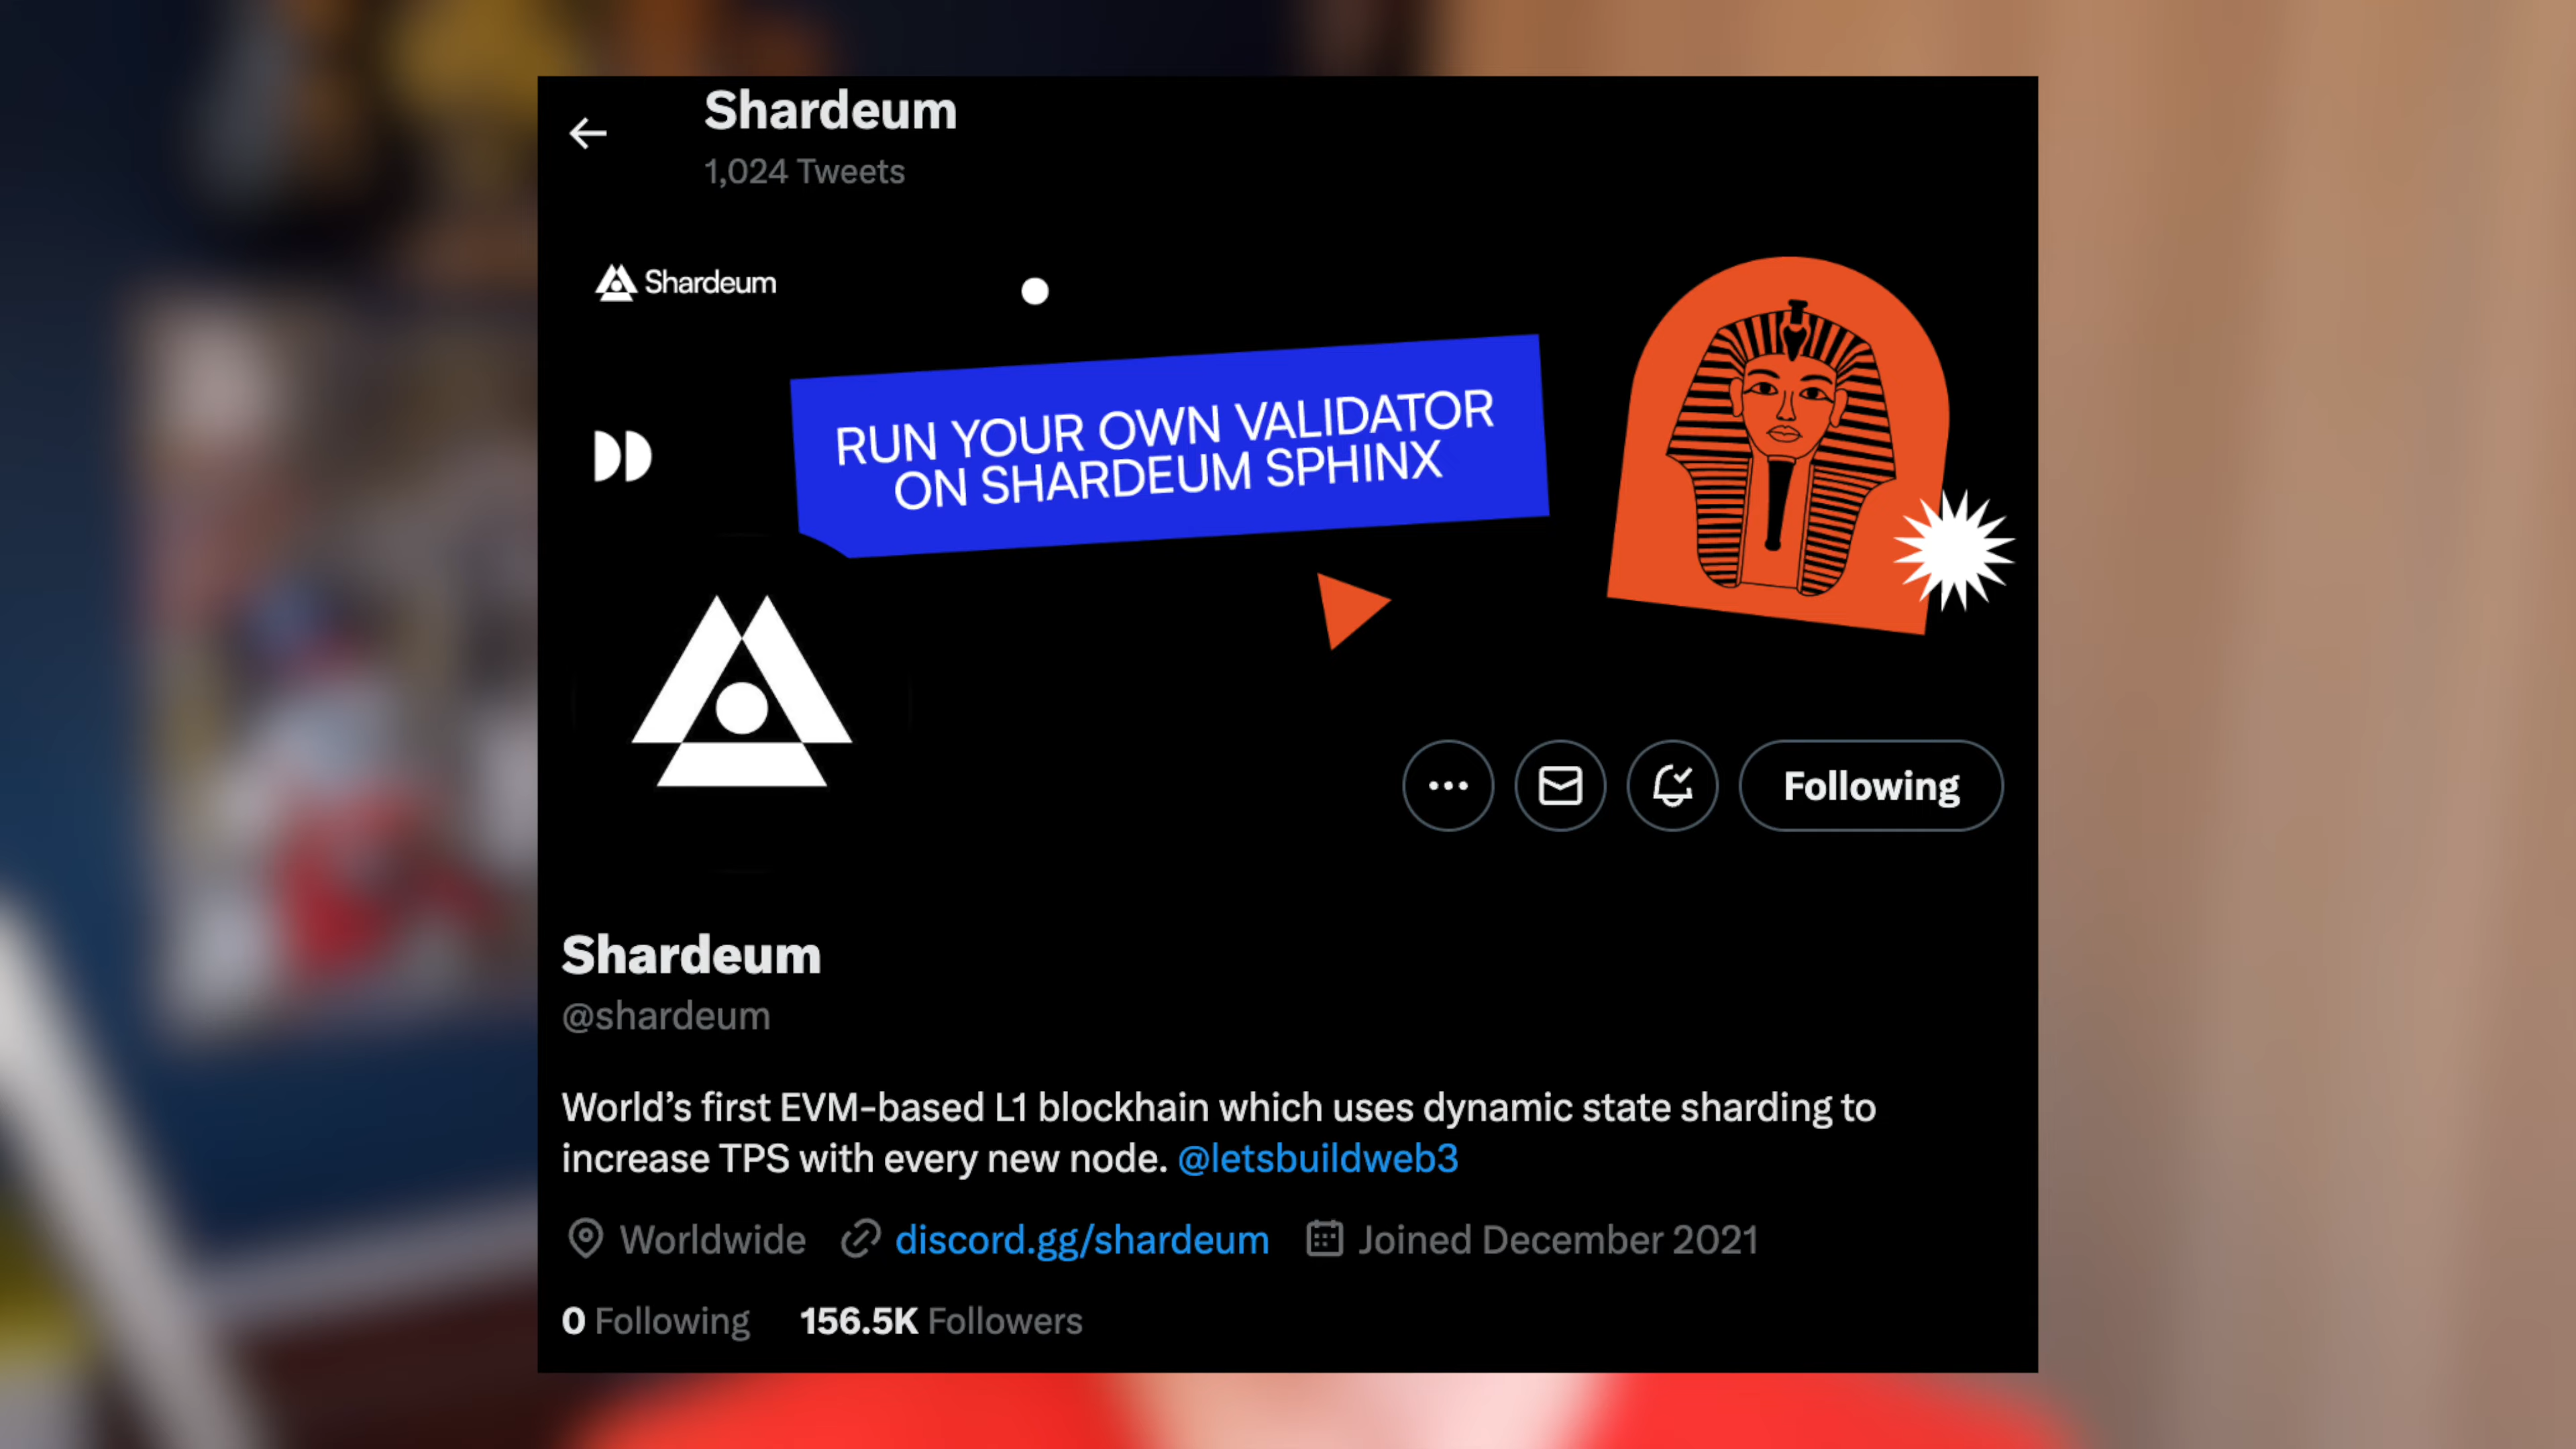 Shardeum
1,024 Tweets
Shardeum
RUN YOUR OWN VALIDATOR
ON SHARDEUM SPHINX
Following
Shardeum
@shardeum
World's first EVM-based L1 blockhain which uses dynamic state sharding to
increase TPS with every new node. @letsbuildweb3
Worldwide discord.gg/shardeum Joined December 2021
0 Following 156.5K Followers